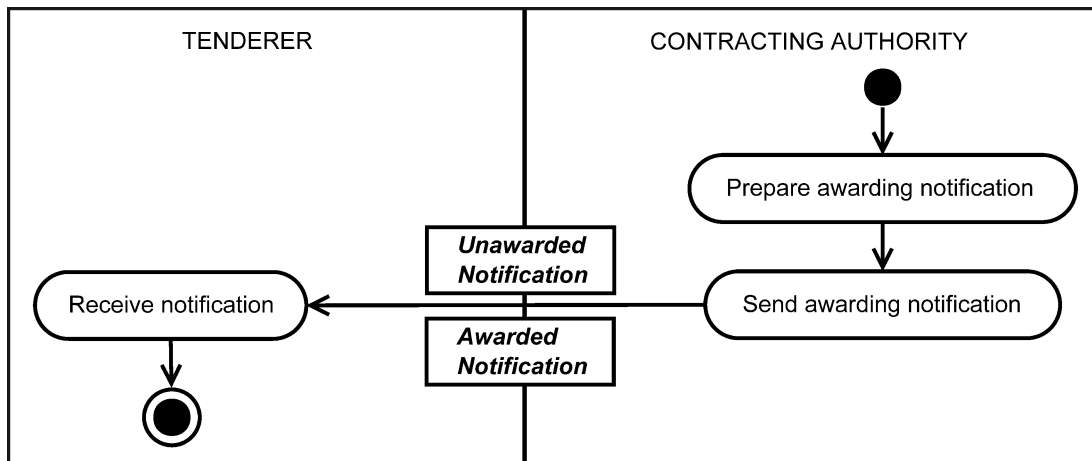 TENDERER
CONTRACTING AUTHORITY
Prepare awarding notification
Unawarded
Notification
Receive notification
Send awarding notification
Awarded
Notification